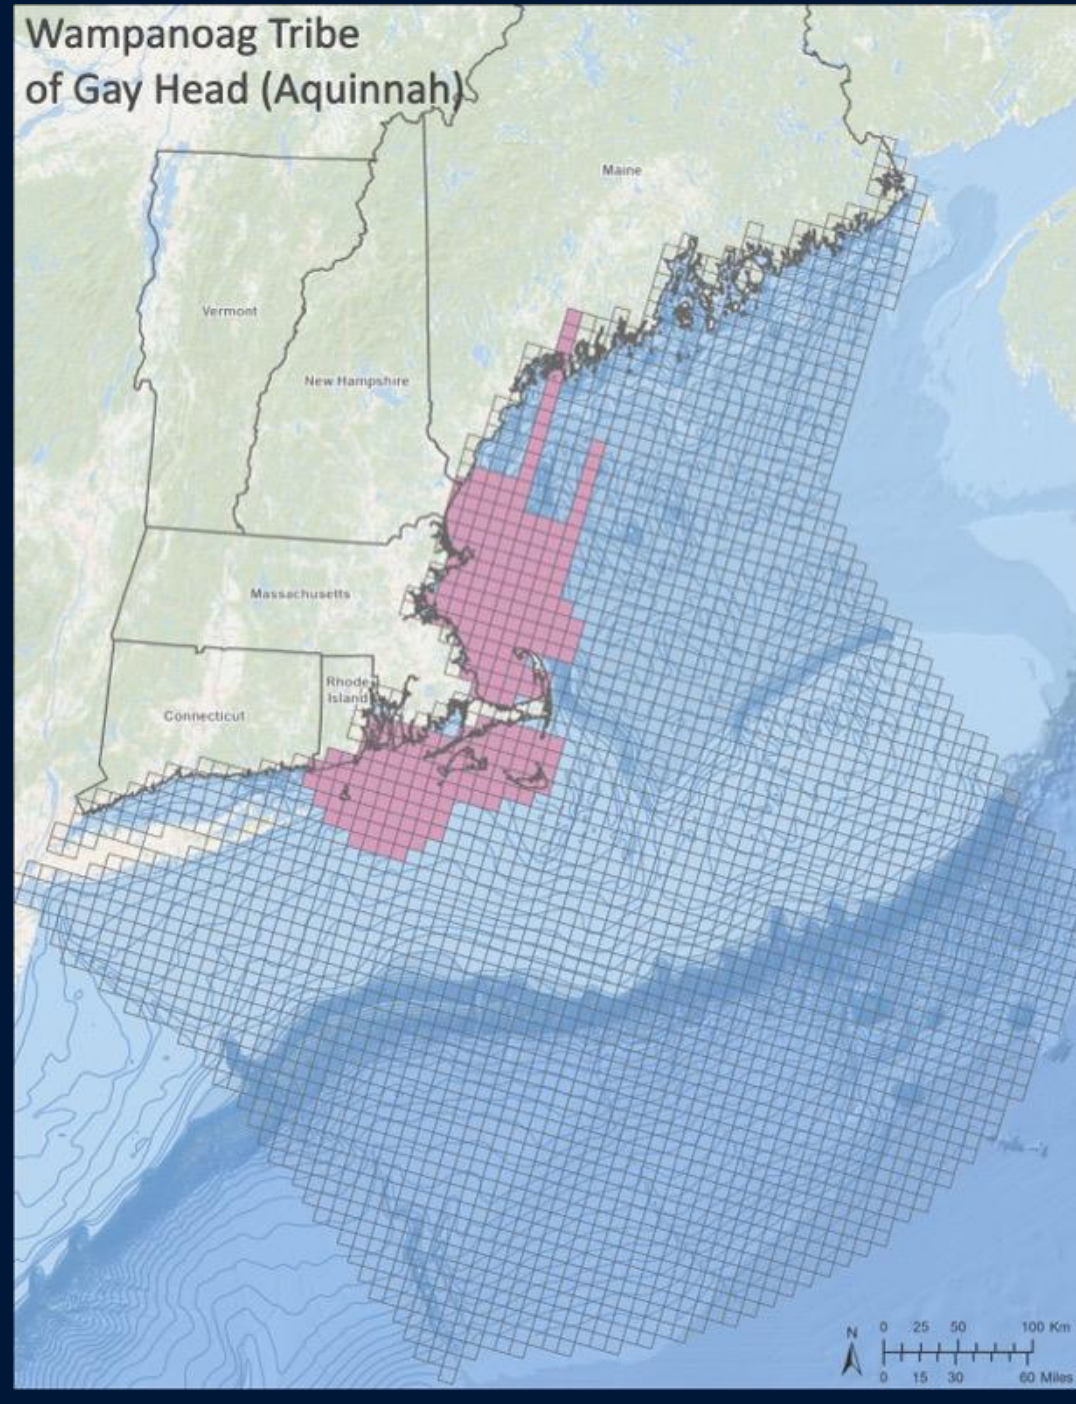 Wampanoag Tribe
of Gay Head (Aquinnah)
Maine
Vermont
New Hampshire
Massachusetts
Rhode
Island
Connecticut
N
0 25 50 100 Km
0 15 30 60 Miles